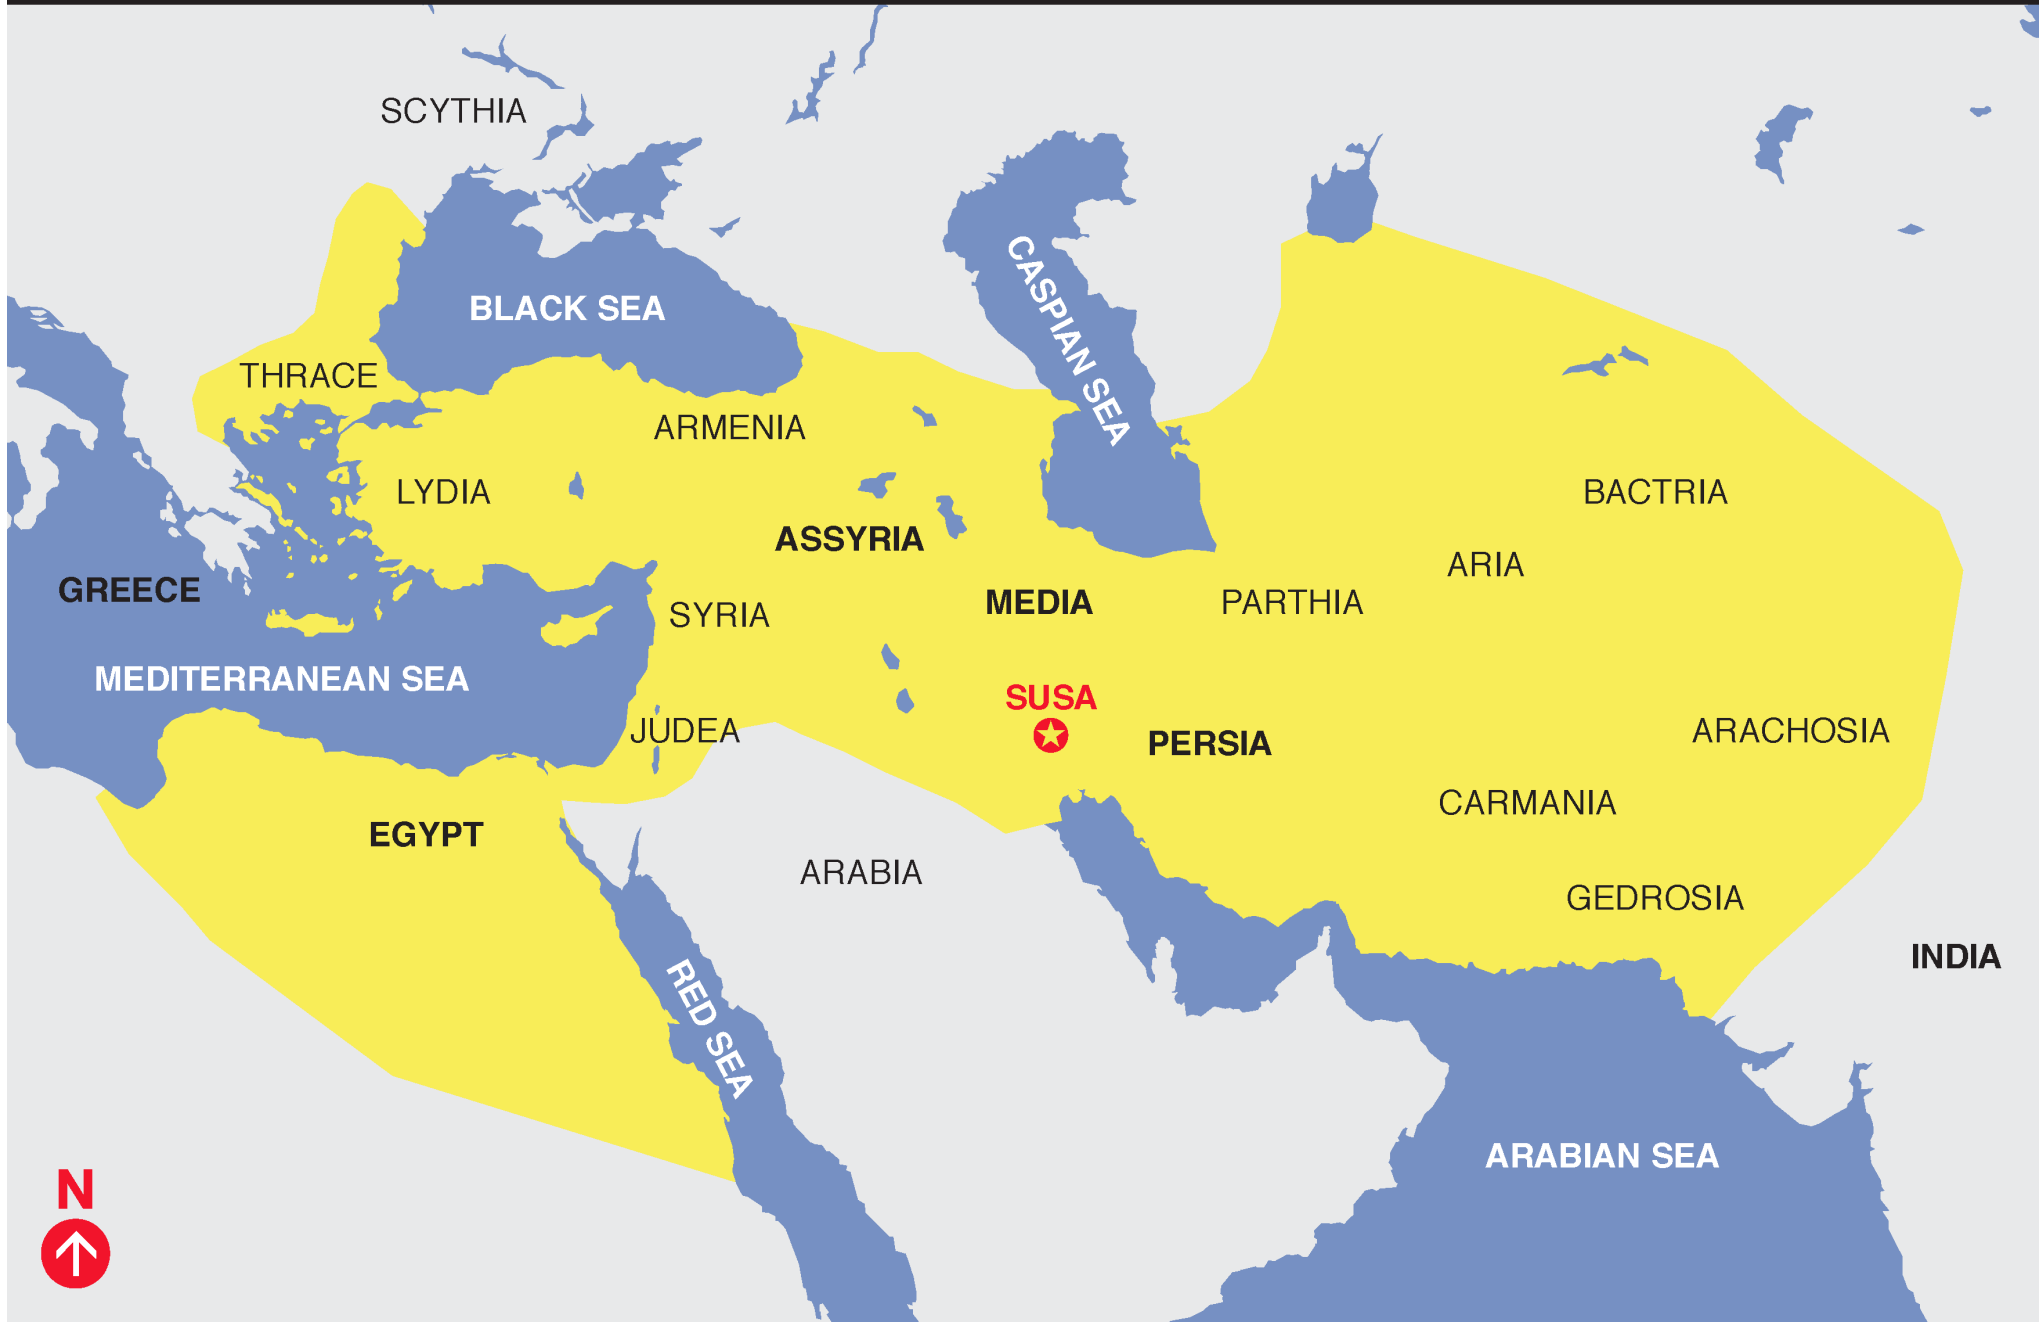 SCYTHIA
CASPIAN SEA
BLACK SEA
THRACE
ARMENIA
LYDIA
BACTRIA
ASSYRIA
ARIA
GREECE
MEDIA
PARTHIA
SYRIA
MEDITERRANEAN SEA
SUSA
JUDEA
PERSIA
ARACHOSIA
CARMANIA
EGYPT
ARABIA
GEDROSIA
INDIA
RED SEA
ARABIAN SEA
N